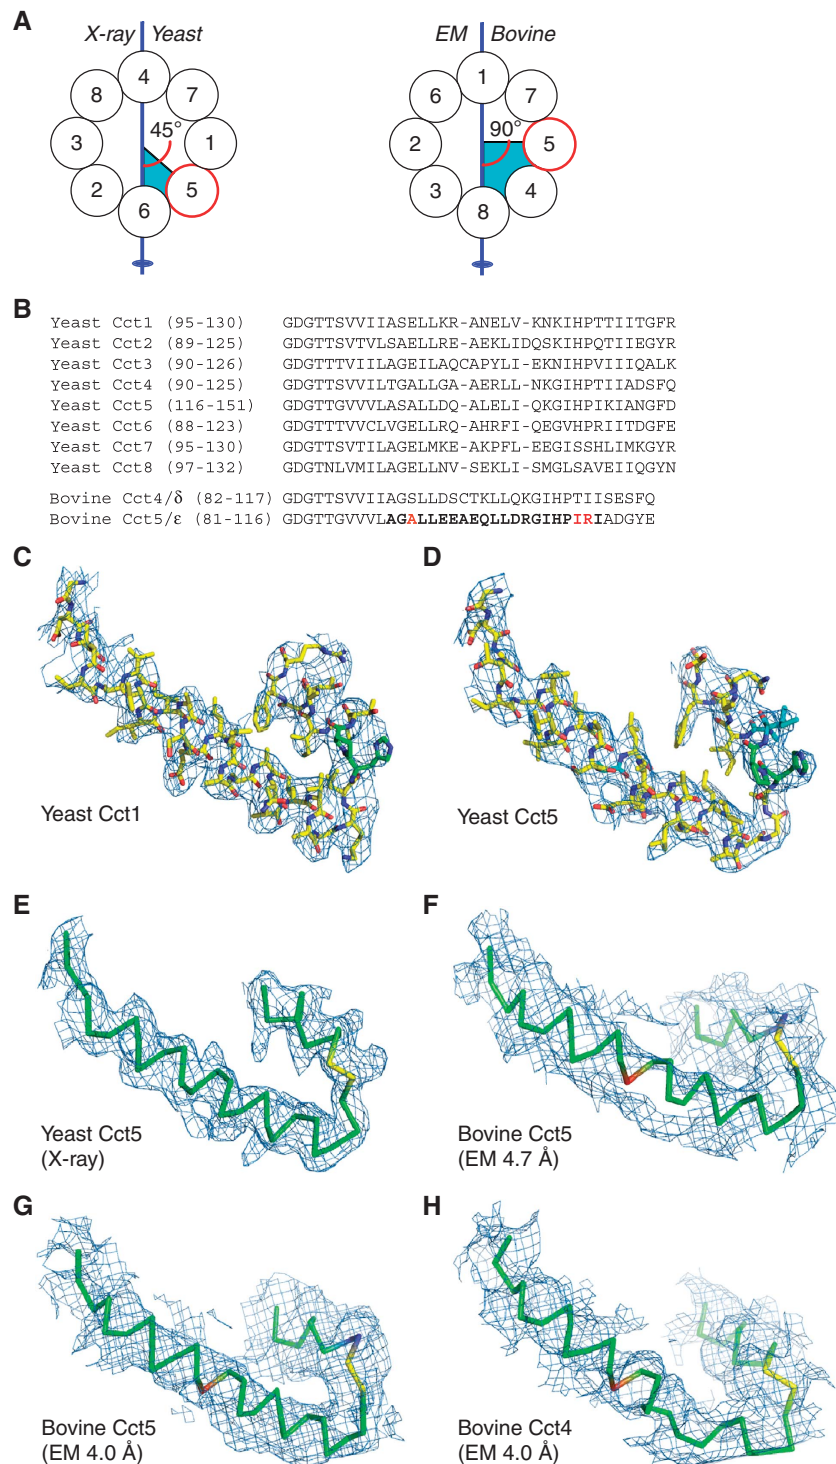 A
X-ray Yeast
4
8 7
45°
3 1
2 5
6
EM Bovine
1
6 7
90°
2 5
3 4
8
B
Yeast Cct1 (95-130) GDGTTSVVIIASELLKR-ANELV-KNKIHPTTIITGFR
Yeast Cct2 (89-125) GDGTTSVTVLSAELLRE-AEKLIDQSKIHPQTIIEGYR
Yeast Cct3 (90-126) GDGTTTVIILAGEILAQCAPYLI-EKNIHPVIIIQALK
Yeast Cct4 (90-125) GDGTTSVVILTGALLGA-AERLL-NKGIHPTIIADSFQ
Yeast Cct5 (116-151) GDGTTGVVVLASALLDQ-ALELI-QKGIHPIKIANGFD
Yeast Cct6 (88-123) GDGTTTVVCLVGELLRQ-AHRFI-QEGVHPRIITDGFE
Yeast Cct7 (95-130) GDGTTSVTILAGELMKE-AKPFL-EEGISSHLIMKGYR
Yeast Cct8 (97-132) GDGTNLVMILAGELLNV-SEKLI-SMGLSAVEIIQGYN
Bovine Cct4/δ (82-117) GDGTTSVVIIAGSLLDSCTKLLQKGIHPTIISESFQ
Bovine Cct5/ε (81-116) GDGTTGVVVLAGALLEEAEQLLDRGIHPIRIADGYE
C
Yeast Cct1
D
Yeast Cct5
E
Yeast Cct5
(X-ray)
F
Bovine Cct5
(EM 4.7 Å)
G
Bovine Cct5
(EM 4.0 Å)
H
Bovine Cct4
(EM 4.0 Å)